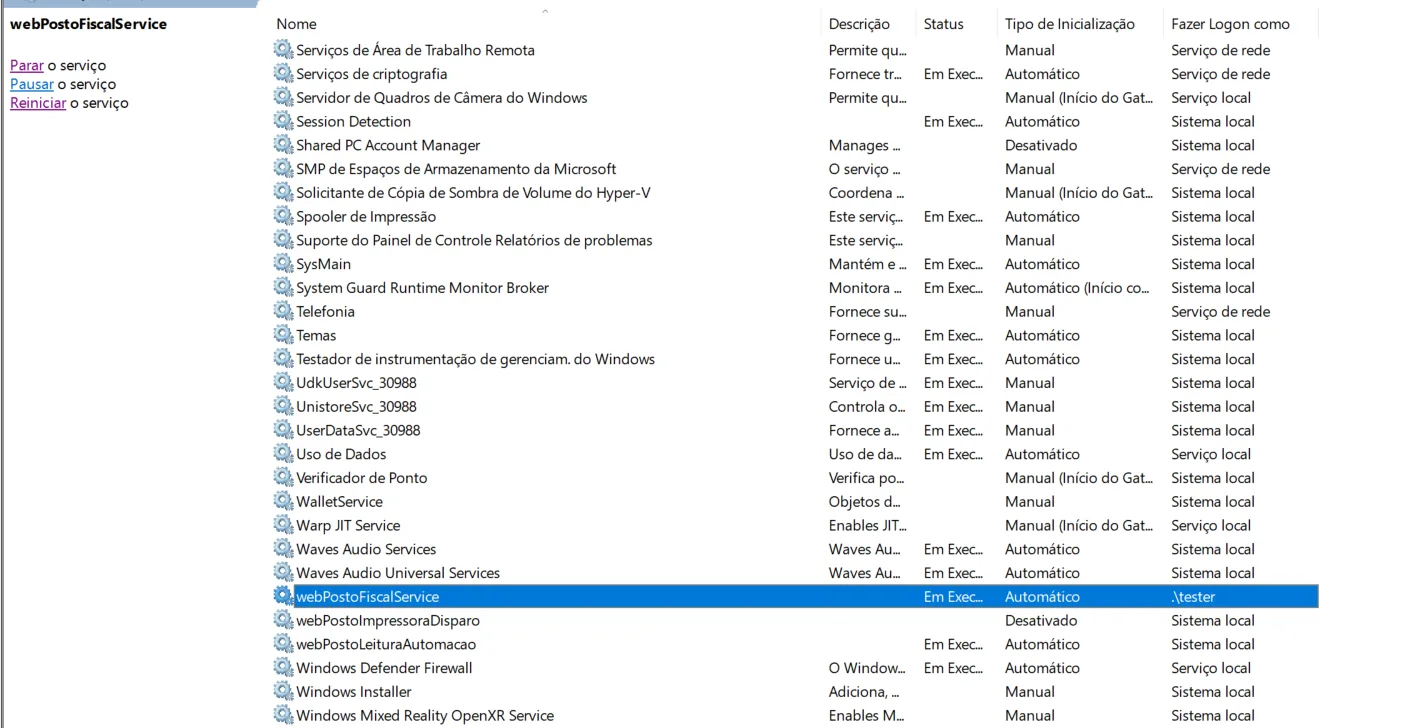 webPostoFiscalService
Parar o serviço
Pausar o serviço
Reiniciar o serviço
Nome Descrição Status Tipo de Inicialização Fazer Logon como
Serviços de Área de Trabalho Remota Permite qu... Manual Serviço de rede
Serviços de criptografia Fornece tr... Em Exec... Automático Serviço de rede
Servidor de Quadros de Câmera do Windows Permite qu... Manual (Início do Gat... Serviço local
Session Detection Em Exec... Automático Sistema local
Shared PC Account Manager Manages ... Desativado Sistema local
SMP de Espaços de Armazenamento da Microsoft O serviço ... Manual Serviço de rede
Solicitante de Cópia de Sombra de Volume do Hyper-V Coordena ... Manual (Início do Gat... Sistema local
Spooler de Impressão Este serviç... Em Exec... Automático Sistema local
Suporte do Painel de Controle Relatórios de problemas Este serviç... Manual Sistema local
SysMain Mantém e ... Em Exec... Automático Sistema local
System Guard Runtime Monitor Broker Monitora ... Em Exec... Automático (Início co... Sistema local
Telefonia Fornece su... Manual Serviço de rede
Temas Fornece g... Em Exec... Automático Sistema local
Testador de instrumentação de gerenciam. do Windows Fornece u... Em Exec... Automático Sistema local
UdkUserSvc_30988 Serviço de ... Em Exec... Manual Sistema local
UnistoreSvc_30988 Controla o... Em Exec... Manual Sistema local
UserDataSvc_30988 Fornece a... Em Exec... Manual Sistema local
Uso de Dados Uso de da... Em Exec... Automático Serviço local
Verificador de Ponto Verifica po... Manual (Início do Gat... Sistema local
WalletService Objetos d... Manual Sistema local
Warp JIT Service Enables JIT... Manual (Início do Gat... Serviço local
Waves Audio Services Waves Au... Em Exec... Automático Sistema local
Waves Audio Universal Services Waves Au... Em Exec... Automático Sistema local
webPostoFiscalService Em Exec... Automático .\tester
webPostoImpressoraDisparo Desativado Sistema local
webPostoLeituraAutomacao Em Exec... Automático Sistema local
Windows Defender Firewall O Window... Em Exec... Automático Serviço local
Windows Installer Adiciona, ... Manual Sistema local
Windows Mixed Reality OpenXR Service Enables M... Manual Sistema local